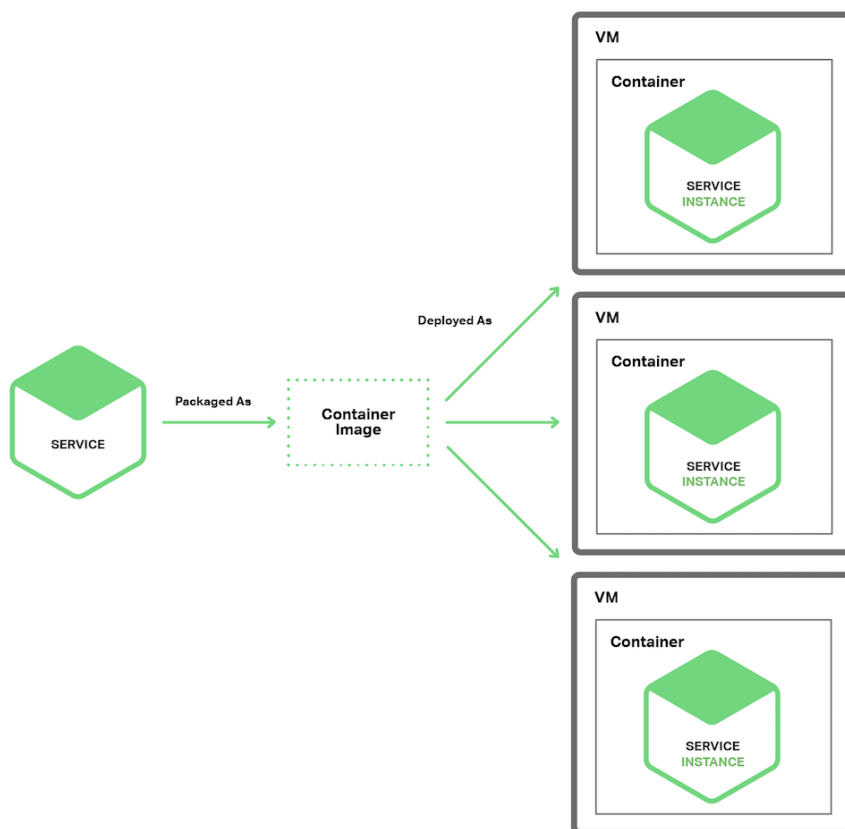 SERVICE
Packaged As
Container
Image
Deployed As
VM
Container
SERVICE
INSTANCE
VM
Container
SERVICE
INSTANCE
VM
Container
SERVICE
INSTANCE